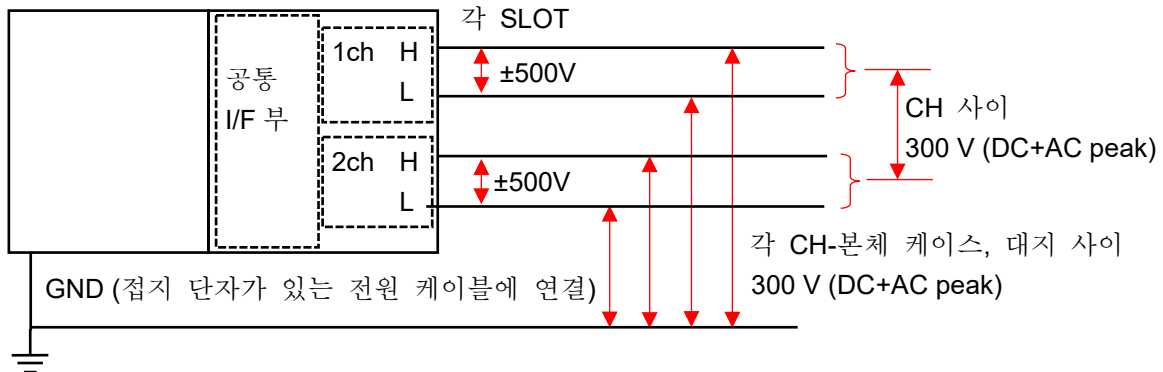 각 SLOT
공통
I/F 부
1ch H
L
±500V
2ch H
L
±500V
CH 사이
300 V (DC+AC peak)
각 CH-본체 케이스, 대지 사이
300 V (DC+AC peak)
GND (접지 단자가 있는 전원 케이블에 연결)